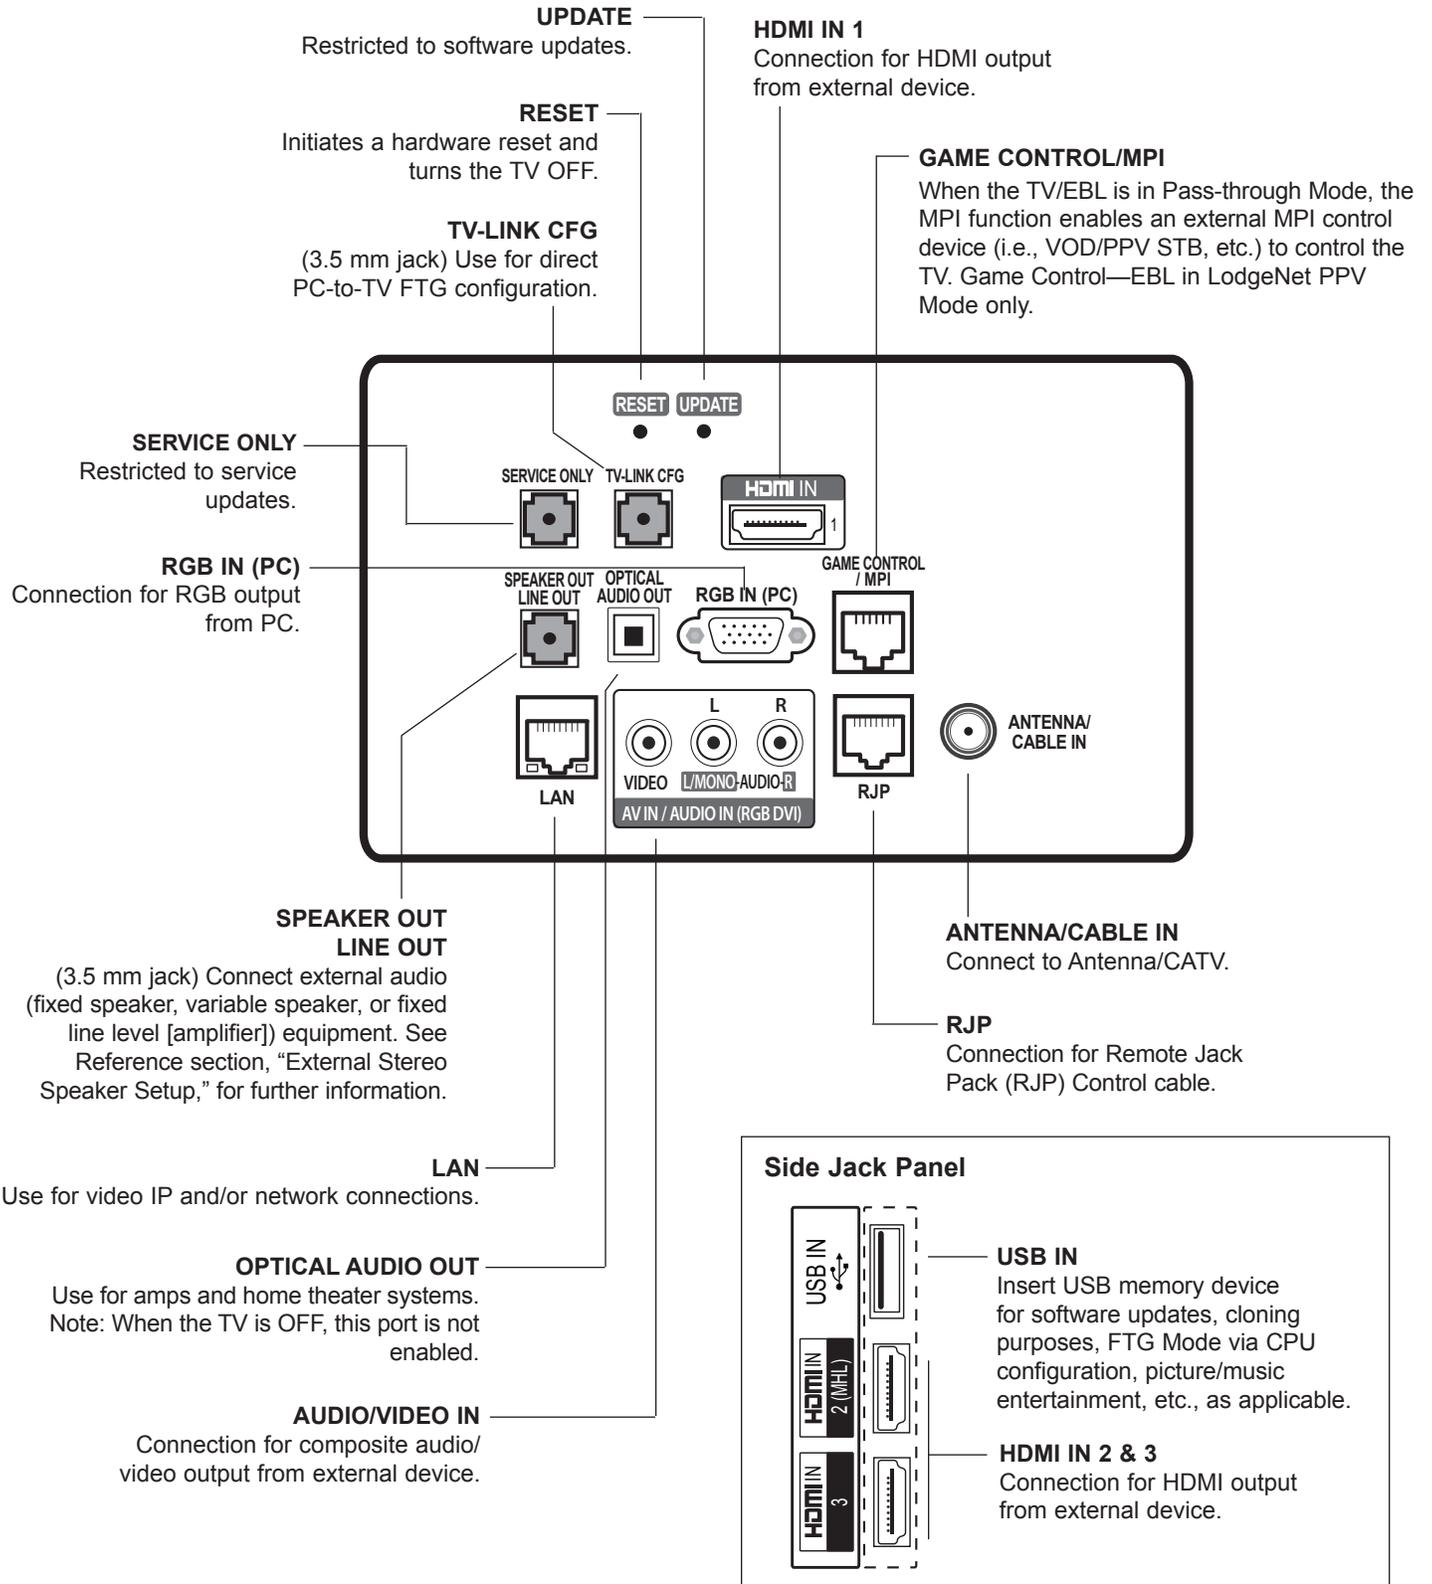 UPDATE
Restricted to software updates.
HDMI IN 1
Connection for HDMI output
from external device.
RESET
Initiates a hardware reset and
turns the TV OFF.
GAME CONTROL/MPI
When the TV/EBL is in Pass-through Mode, the
MPI function enables an external MPI control
device (i.e., VOD/PPV STB, etc.) to control the
TV. Game Control—EBL in LodgeNet PPV
Mode only.
TV-LINK CFG
(3.5 mm jack) Use for direct
PC-to-TV FTG configuration.
SERVICE ONLY
Restricted to service
updates.
RGB IN (PC)
Connection for RGB output
from PC.
RESET UPDATE
SERVICE ONLY TV-LINK CFG
HDMI IN
1
GAME CONTROL
/ MPI
SPEAKER OUT
LINE OUT
OPTICAL
AUDIO OUT
RGB IN (PC)
L R
VIDEO L/MONO-AUDIO-R
AV IN / AUDIO IN (RGB DVI)
LAN
RJP
ANTENNA/
CABLE IN
SPEAKER OUT
LINE OUT
(3.5 mm jack) Connect external audio
(fixed speaker, variable speaker, or fixed
line level [amplifier]) equipment. See
Reference section, “External Stereo
Speaker Setup,” for further information.
ANTENNA/CABLE IN
Connect to Antenna/CATV.
RJP
Connection for Remote Jack
Pack (RJP) Control cable.
LAN
Use for video IP and/or network connections.
OPTICAL AUDIO OUT
Use for amps and home theater systems.
Note: When the TV is OFF, this port is not
enabled.
AUDIO/VIDEO IN
Connection for composite audio/
video output from external device.
Side Jack Panel
USB IN
HDMI IN
2 (MHL)
HDMI IN
3
USB IN
Insert USB memory device
for software updates, cloning
purposes, FTG Mode via CPU
configuration, picture/music
entertainment, etc., as applicable.
HDMI IN 2 & 3
Connection for HDMI output
from external device.